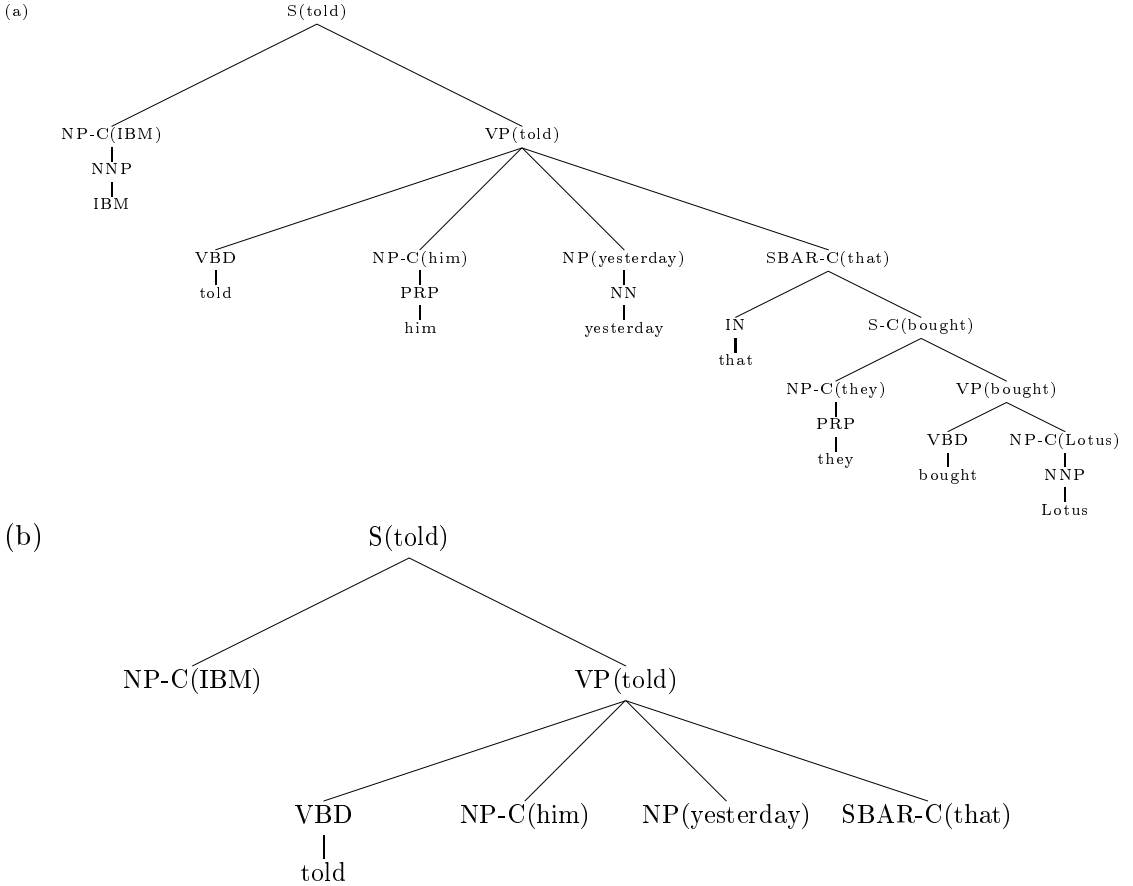 (a) S(told)
NP-C(IBM) VP(told)
NNP
IBM
VBD NP-C(him) NP(yesterday) SBAR-C(that)
told PRP NN
him yesterday
IN S-C(bought)
that
NP-C(they) VP(bought)
PRP
VBD NP-C(Lotus)
they
bought NNP
Lotus
(b) S(told)
NP-C(IBM) VP(told)
VBD NP-C(him) NP(yesterday) SBAR-C(that)
told